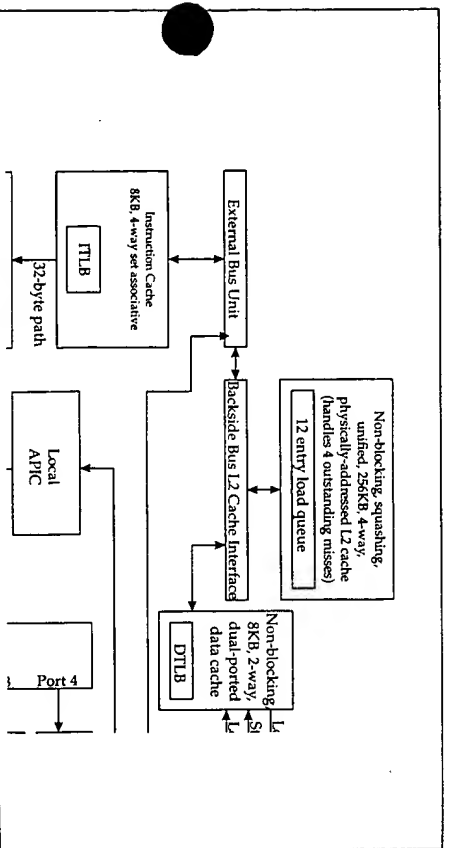 Non-blocking, squashing,
unified, 256KB, 4-way,
physically-addressed L2 cache
(handles 4 outstanding misses)
12 entry load queue
External Bus Unit
Backside Bus L2 Cache Interface
Instruction Cache
8KB, 4-way set associative
ITLB
32-byte path
Non-blocking,
8KB, 2-way,
dual-ported
data cache
DTLB
Local
APIC
Port 4